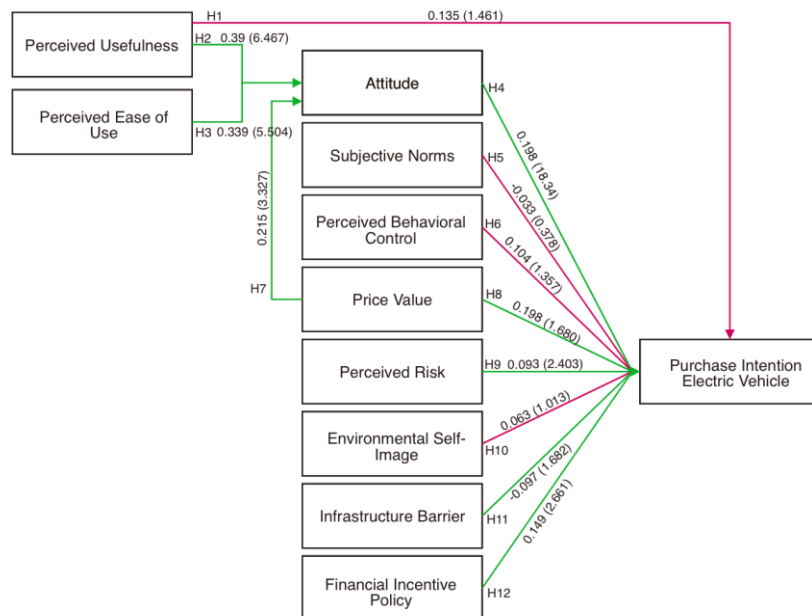 H1
0.135 (1.461)
Perceived Usefulness
H2 0.39 (6.467)
Attitude
H4
Perceived Ease of
Use
H3 0.339 (5.504)
0.198 (18.34)
Subjective Norms
H5
-0.033 (0.378)
0.215 (3.327)
Perceived Behavioral
Control
H6
0.104 (1.357)
H7
Price Value
H8
0.198 (1.680)
Perceived Risk
H9 0.093 (2.403)
Purchase Intention
Electric Vehicle
Environmental Self-
Image
H10
0.063 (1.013)
Infrastructure Barrier
H11
-0.097 (1.682)
Financial Incentive
Policy
H12
0.149 (2.661)